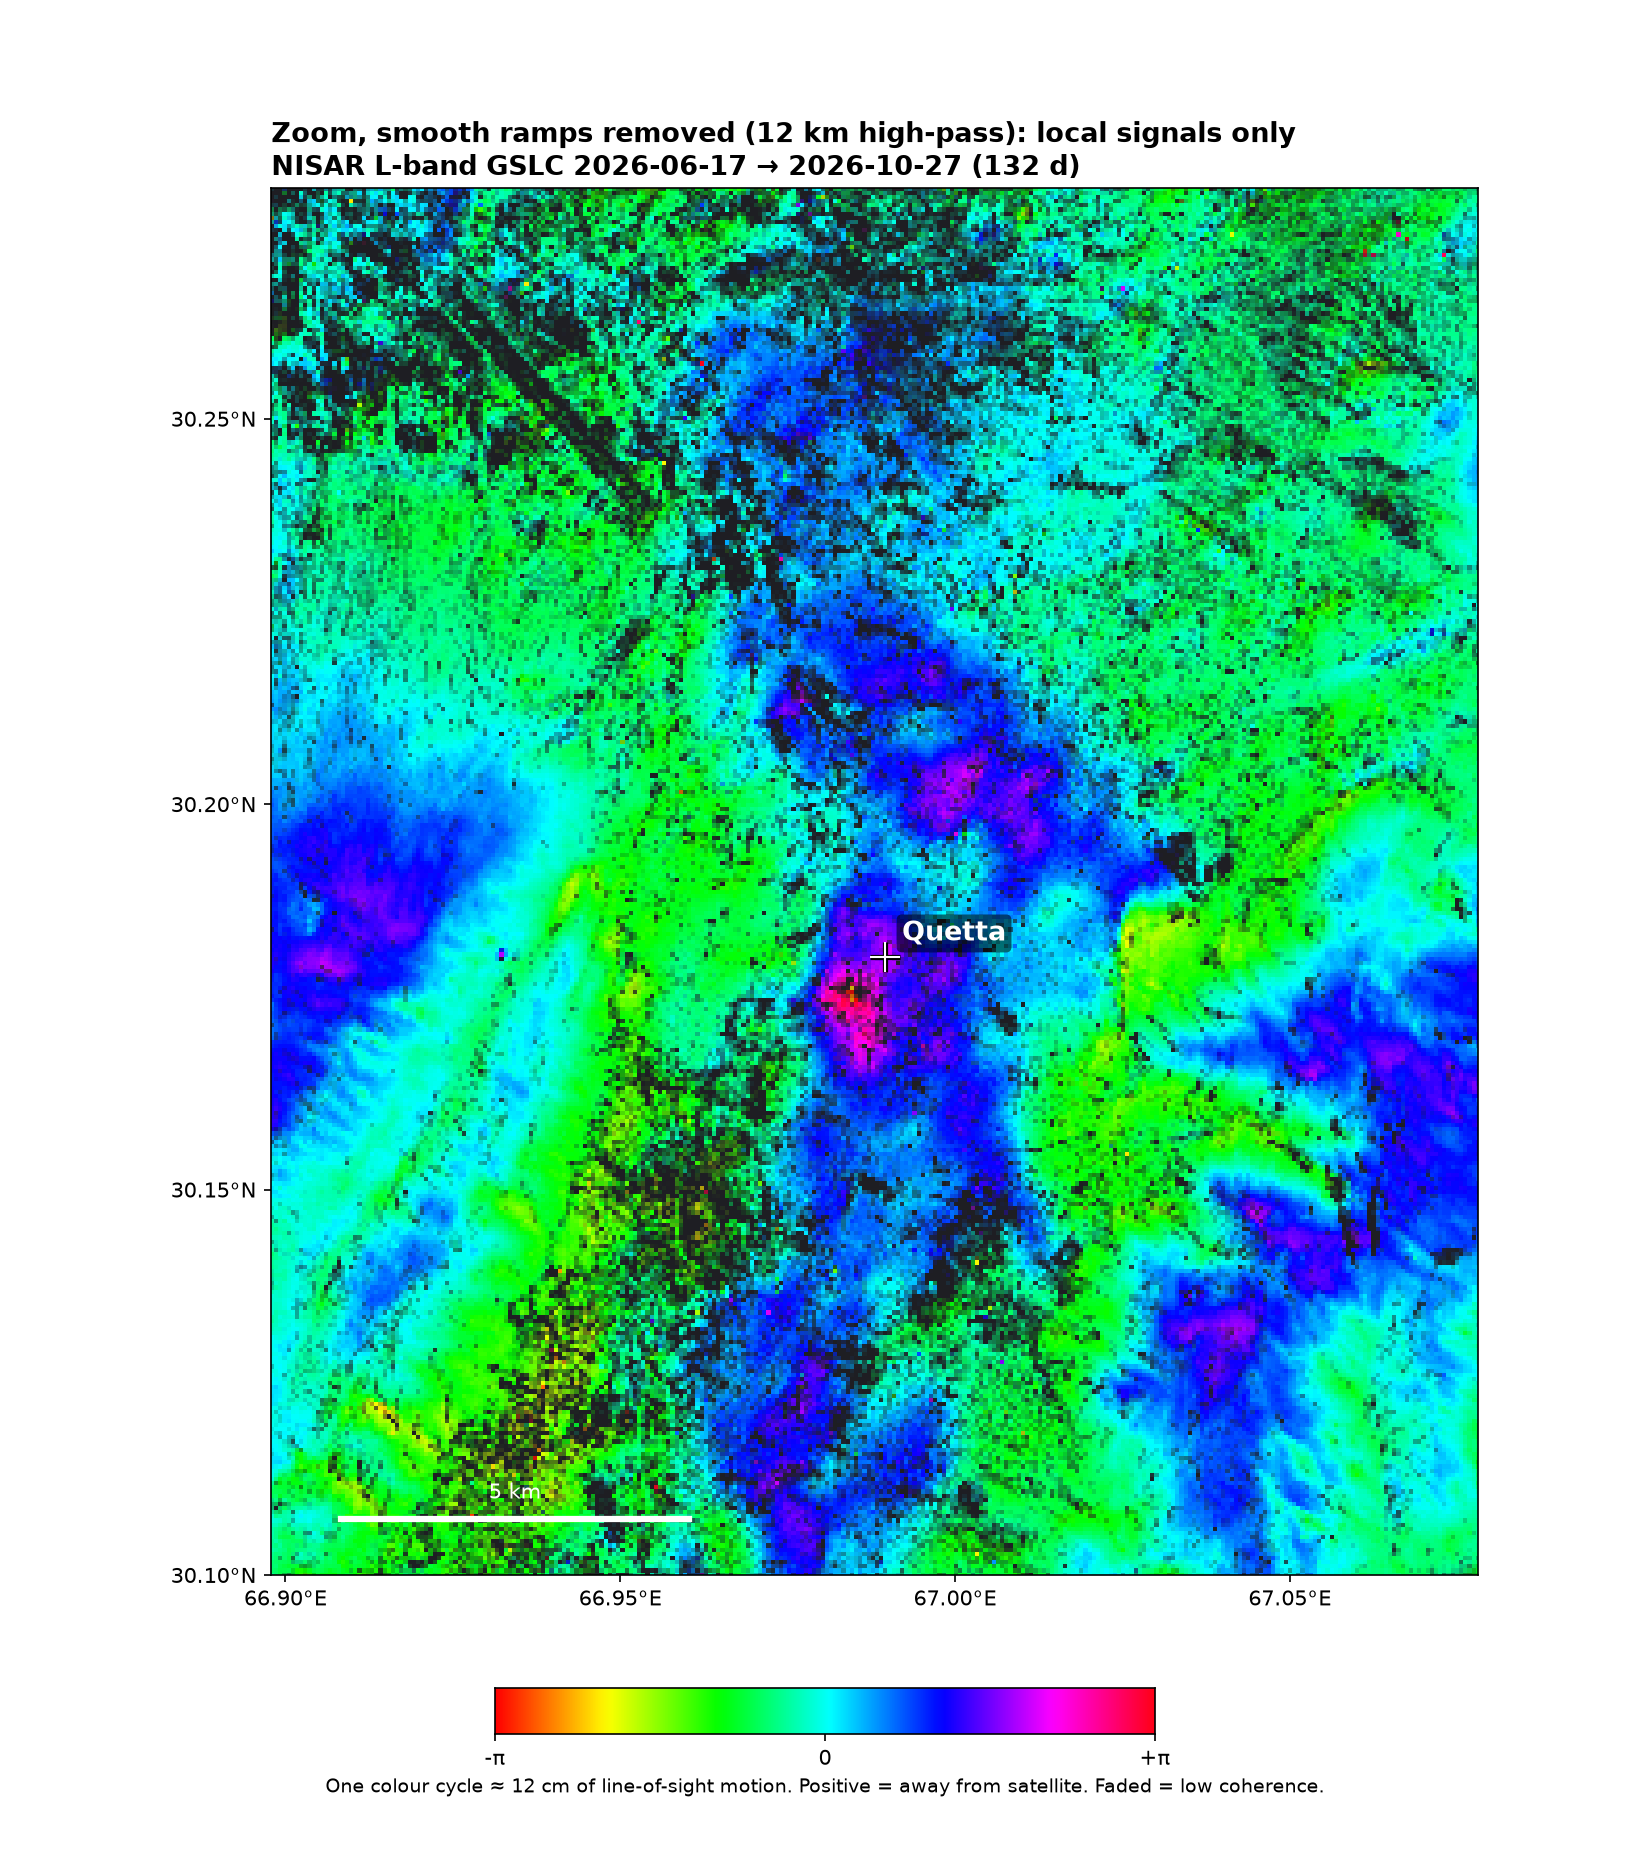 Zoom, smooth ramps removed (12 km high-pass): local signals only
NISAR L-band GSLC 2026-06-17 → 2026-10-27 (132 d)
30.25°N
30.20°N
Quetta
30.15°N
5 km
30.10°N
66.90°E 66.95°E 67.00°E 67.05°E
-π 0 +π
One colour cycle ≈ 12 cm of line-of-sight motion. Positive = away from satellite. Faded = low coherence.